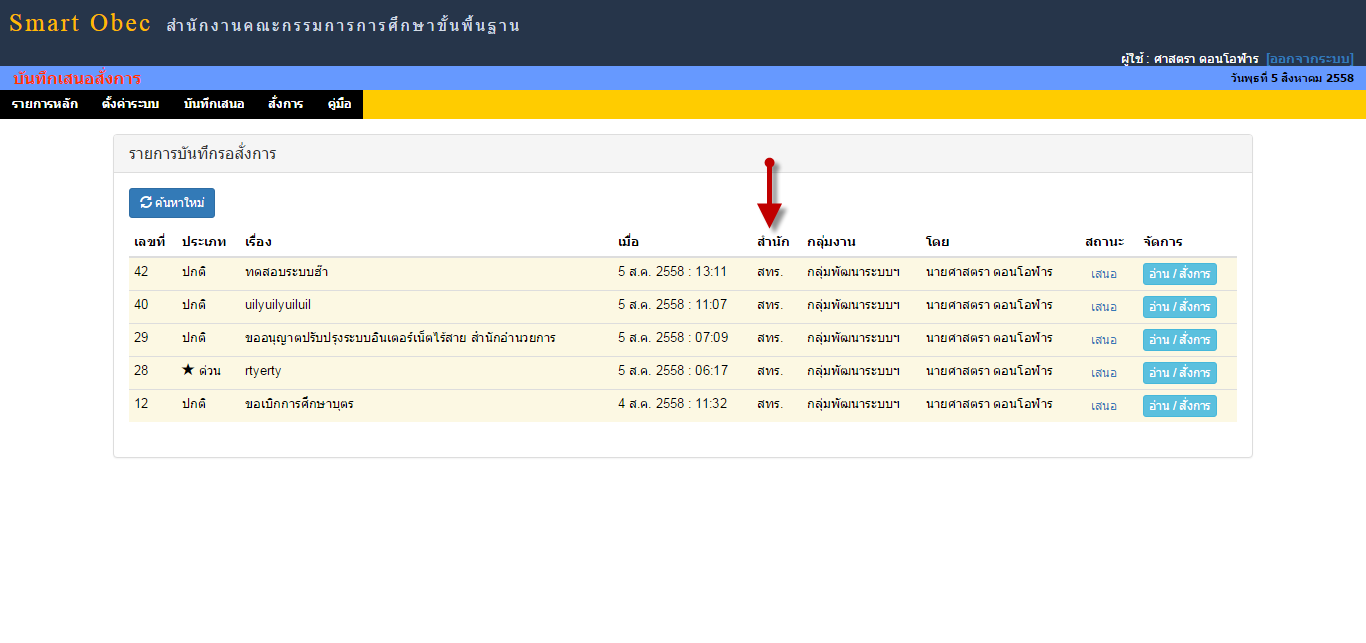 Smart Obec สำนักงานคณะกรรมการการศึกษาขั้นพื้นฐาน
ผู้ใช้ : ศาสตรา ดอนโอฬาร [ออกจากระบบ]
บันทึกเสนอสั่งการ วันพุธที่ 5 สิงหาคม 2558
รายการหลัก ตั้งค่าระบบ บันทึกเสนอ สั่งการ คู่มือ
รายการบันทึกรอสั่งการ
ค้นหาใหม่
เลขที่ ประเภท เรื่อง เมื่อ สำนัก กลุ่มงาน โดย สถานะ จัดการ
42 ปกติ ทดสอบระบบฮ๊า 5 ส.ค. 2558 : 13:11 สทร. กลุ่มพัฒนาระบบฯ นายศาสตรา ดอนโอฬาร เสนอ อ่าน / สั่งการ
40 ปกติ uilyuilyuiluil 5 ส.ค. 2558 : 11:07 สทร. กลุ่มพัฒนาระบบฯ นายศาสตรา ดอนโอฬาร เสนอ อ่าน / สั่งการ
29 ปกติ ขออนุญาตปรับปรุงระบบอินเตอร์เน็ตไร้สาย สำนักอำนวยการ 5 ส.ค. 2558 : 07:09 สทร. กลุ่มพัฒนาระบบฯ นายศาสตรา ดอนโอฬาร เสนอ อ่าน / สั่งการ
28 ★ ด่วน rtyerty 5 ส.ค. 2558 : 06:17 สทร. กลุ่มพัฒนาระบบฯ นายศาสตรา ดอนโอฬาร เสนอ อ่าน / สั่งการ
12 ปกติ ขอเบิกการศึกษาบุตร 4 ส.ค. 2558 : 11:32 สทร. กลุ่มพัฒนาระบบฯ นายศาสตรา ดอนโอฬาร เสนอ อ่าน / สั่งการ